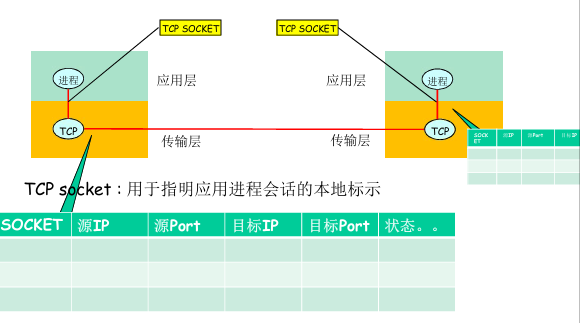 TCP SOCKET TCP SOCKET
进程 应用层 应用层 进程
TCP 传输层 传输层 TCP
SOCKET 源IP 源Port 目标IP
TCP socket：用于指明应用进程会话的本地标示
SOCKET 源IP 源Port 目标IP 目标Port 状态。。